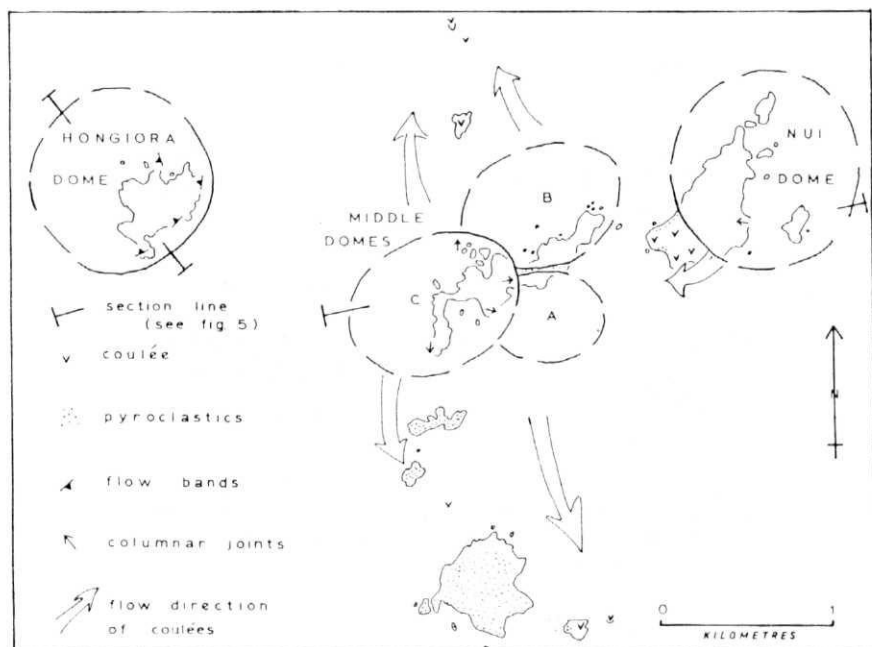 HONGIORA
DOME
MIDDLE
DOMES
B
C
A
NUI
DOME
section line
(see fig. 5)
coulée
pyroclastics
flow bands
columnar joints
flow direction
of coulées
N
0 1
KILOMETRES